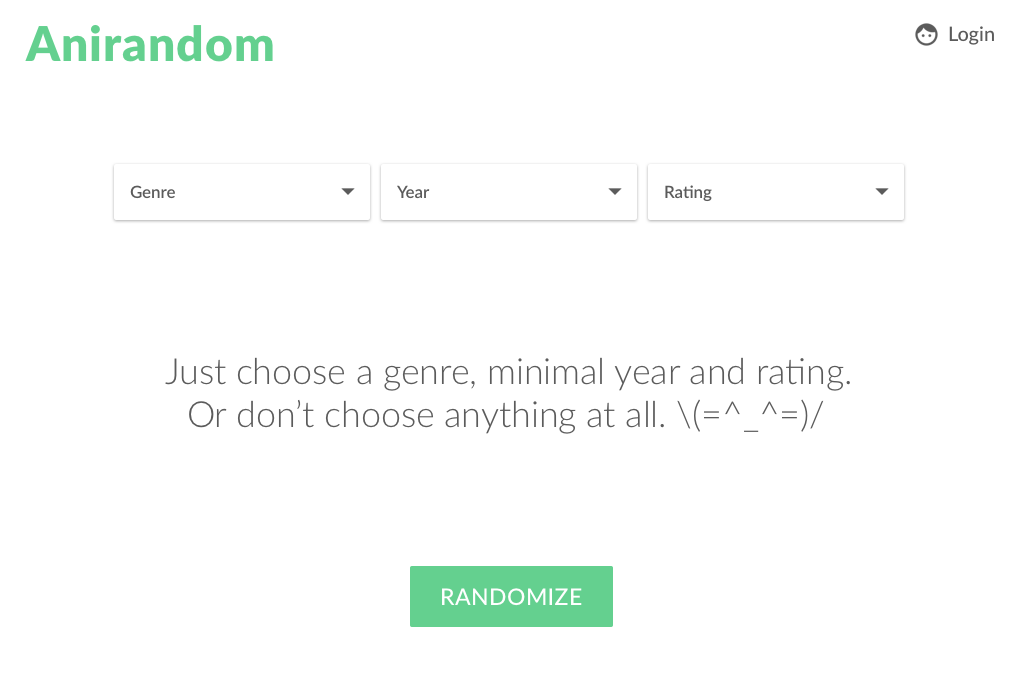 Anirandom
Login
Genre
Year
Rating
Just choose a genre, minimal year and rating.
Or don’t choose anything at all. \(=^_^=)/
RANDOMIZE